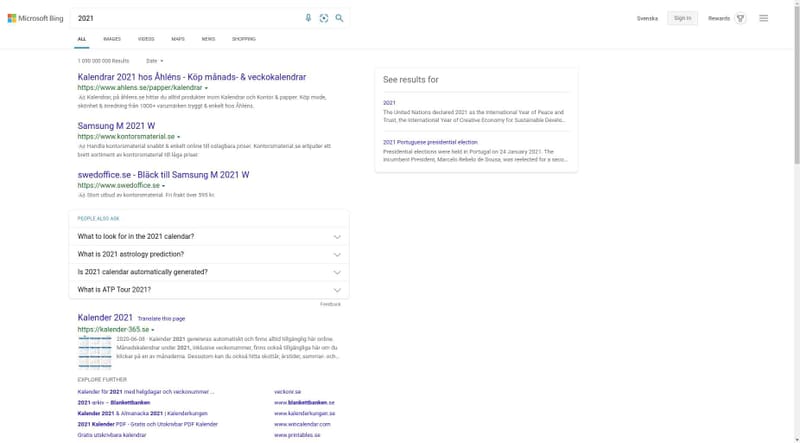 Microsoft Bing
2021
Svenska
Sign in
Rewards
ALL IMAGES VIDEOS MAPS NEWS SHOPPING
1 090 000 000 Results Date
Kalendrar 2021 hos Åhléns - Köp månads- & veckokalendrar
https://www.ahlens.se/papper/kalendrar
Ad Kalendrar, på åhlens.se hittar du alltid produkter inom Kalendrar och Kontor & papper. Köp mode,
skönhet & inredning från 1000+ varumärken tryggt & enkelt hos Åhléns.
Samsung M 2021 W
https://www.kontorsmaterial.se
Ad Handla kontorsmaterial snabbt & enkelt online till oslagbara priser. Kontorsmaterial.se erbjuder ett
brett sortiment av kontorsmaterial till låga priser
swedoffice.se - Bläck till Samsung M 2021 W
https://www.swedoffice.se
Ad Stort utbud av kontorsmaterial. Fri frakt över 595 kr.
PEOPLE ALSO ASK
What to look for in the 2021 calendar?
What is 2021 astrology prediction?
Is 2021 calendar automatically generated?
What is ATP Tour 2021?
Feedback
Kalender 2021 Translate this page
https://kalender-365.se
2020-06-08 · Kalender 2021 genereras automatiskt och finns alltid tillgänglig här online.
Månadskalendrar under 2021, inklusive veckonummer, finns också tillgängliga här om du
klickar på en av månaderna. Dessutom kan du också hitta skottår, årstider, sommar- och...
EXPLORE FURTHER
Kalender för 2021 med helgdagar och veckonummer ... veckonr.se
2021 arkiv – Blankettbanken www.blankettbanken.se
Kalender 2021 & Almanacka 2021 | Kalenderkungen www.kalenderkungen.se
2021 Kalender PDF - Gratis och Utskrivbar PDF Kalender www.wincalendar.com
Gratis utskrivbara kalendrar www.printables.se
See results for
2021
The United Nations declared 2021 as the International Year of Peace and
Trust, the International Year of Creative Economy for Sustainable Develo...
2021 Portuguese presidential election
Presidential elections were held in Portugal on 24 January 2021. The
incumbent President, Marcelo Rebelo de Sousa, was reelected for a seco...